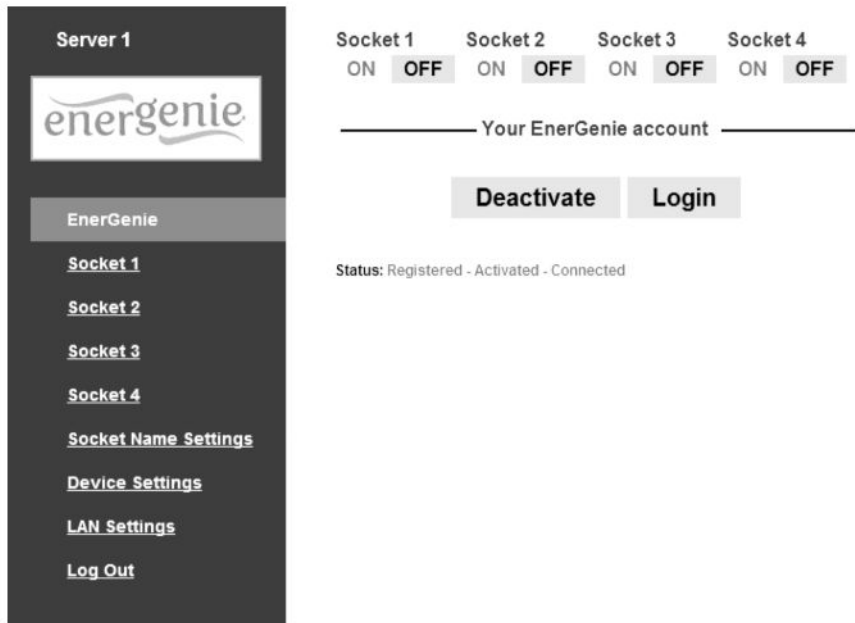 Server 1
energenie
EnerGenie
Socket 1
Socket 2
Socket 3
Socket 4
Socket Name Settings
Device Settings
LAN Settings
Log Out
Socket 1 Socket 2 Socket 3 Socket 4
ON OFF ON OFF ON OFF ON OFF
Your EnerGenie account
Deactivate Login
Status: Registered - Activated - Connected